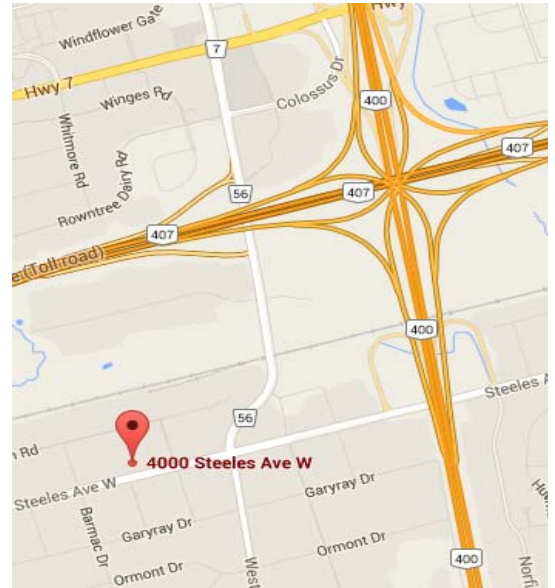 Hwy
Windflower Gate
7
Hwy 7
Winges Rd
Colossus Dr
400
Whitmore Rd
Rowntree Dairy Rd
56
407
407
407
e (Toll road)
400
Steeles A
56
n Rd
4000 Steeles Ave W
Steeles Ave W
Garyray Dr
Barmac Dr
Garyray Dr
Ormont Dr
West
400
Ormont Dr
Norfi